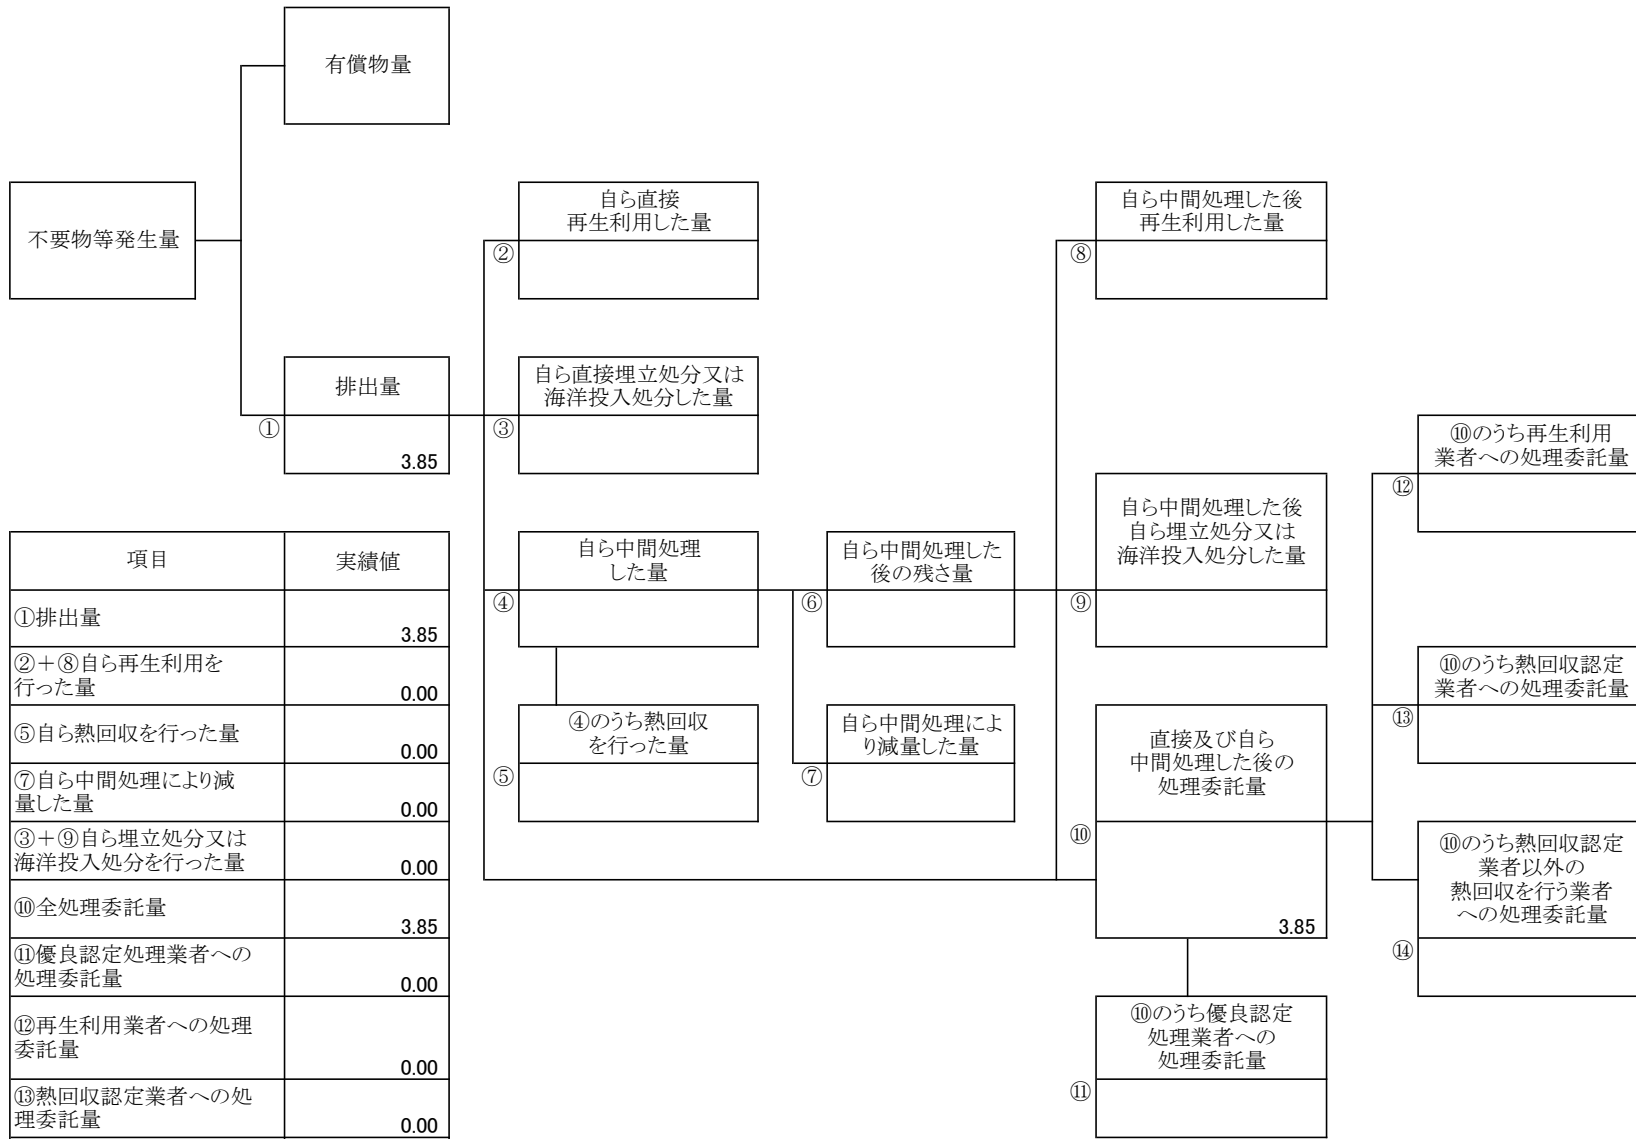 有償物量
不要物等発生量
自ら直接
再生利用した量
②
自ら中間処理した後
再生利用した量
⑧
排出量
①
3.85
自ら直接埋立処分又は
海洋投入処分した量
③
⑩のうち再生利用
業者への処理委託量
⑫
自ら中間処理
した量
④
自ら中間処理した
後の残さ量
⑥
自ら中間処理した後
自ら埋立処分又は
海洋投入処分した量
⑨
⑩のうち熱回収認定
業者への処理委託量
⑬
④のうち熱回収
を行った量
⑤
自ら中間処理によ
り減量した量
⑦
直接及び自ら
中間処理した後の
処理委託量
⑩
3.85
⑩のうち熱回収認定
業者以外の
熱回収を行う業者
への処理委託量
⑭
⑩のうち優良認定
処理業者への
処理委託量
⑪
項目 実績値
①排出量
3.85
②+⑧自ら再生利用を
行った量
0.00
⑤自ら熱回収を行った量
0.00
⑦自ら中間処理により減
量した量
0.00
③+⑨自ら埋立処分又は
海洋投入処分を行った量
0.00
⑩全処理委託量
3.85
⑪優良認定処理業者への
処理委託量
0.00
⑫再生利用業者への処理
委託量
0.00
⑬熱回収認定業者への処
理委託量
0.00